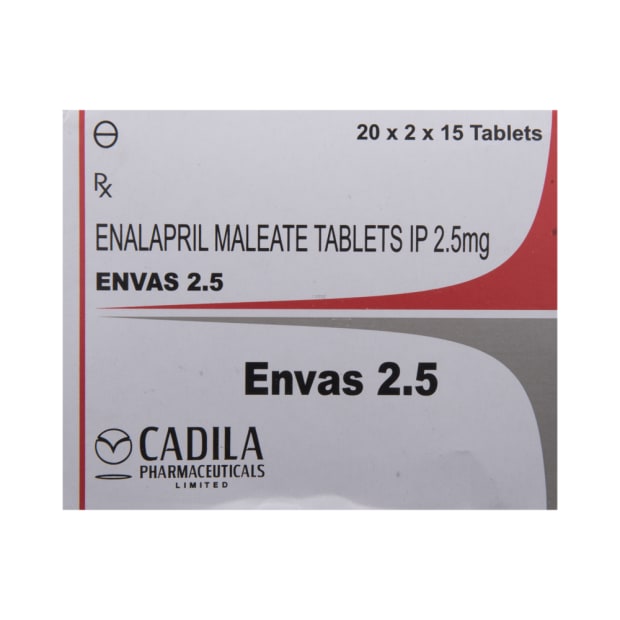 20 x 2 x 15 Tablets
Rx
ENALAPRIL MALEATE TABLETS IP 2.5mg
ENVAS 2.5
Envas 2.5
CADILA
PHARMACEUTICALS
LIMITED